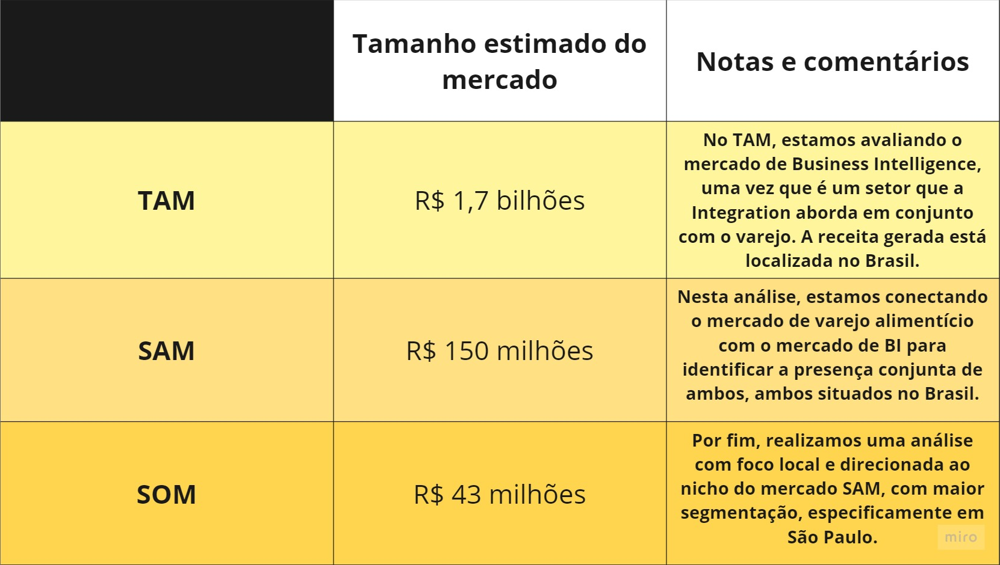 Tamanho estimado do
mercado
Notas e comentários
TAM
R$ 1,7 bilhões
No TAM, estamos avaliando o
mercado de Business Intelligence,
uma vez que é um setor que a
Integration aborda em conjunto
com o varejo. A receita gerada está
localizada no Brasil.
SAM
R$ 150 milhões
Nesta análise, estamos conectando
o mercado de varejo alimentício
com o mercado de BI para
identificar a presença conjunta de
ambos, ambos situados no Brasil.
SOM
R$ 43 milhões
Por fim, realizamos uma análise
com foco local e direcionada ao
nicho do mercado SAM, com maior
segmentação, especificamente em
São Paulo.
miro